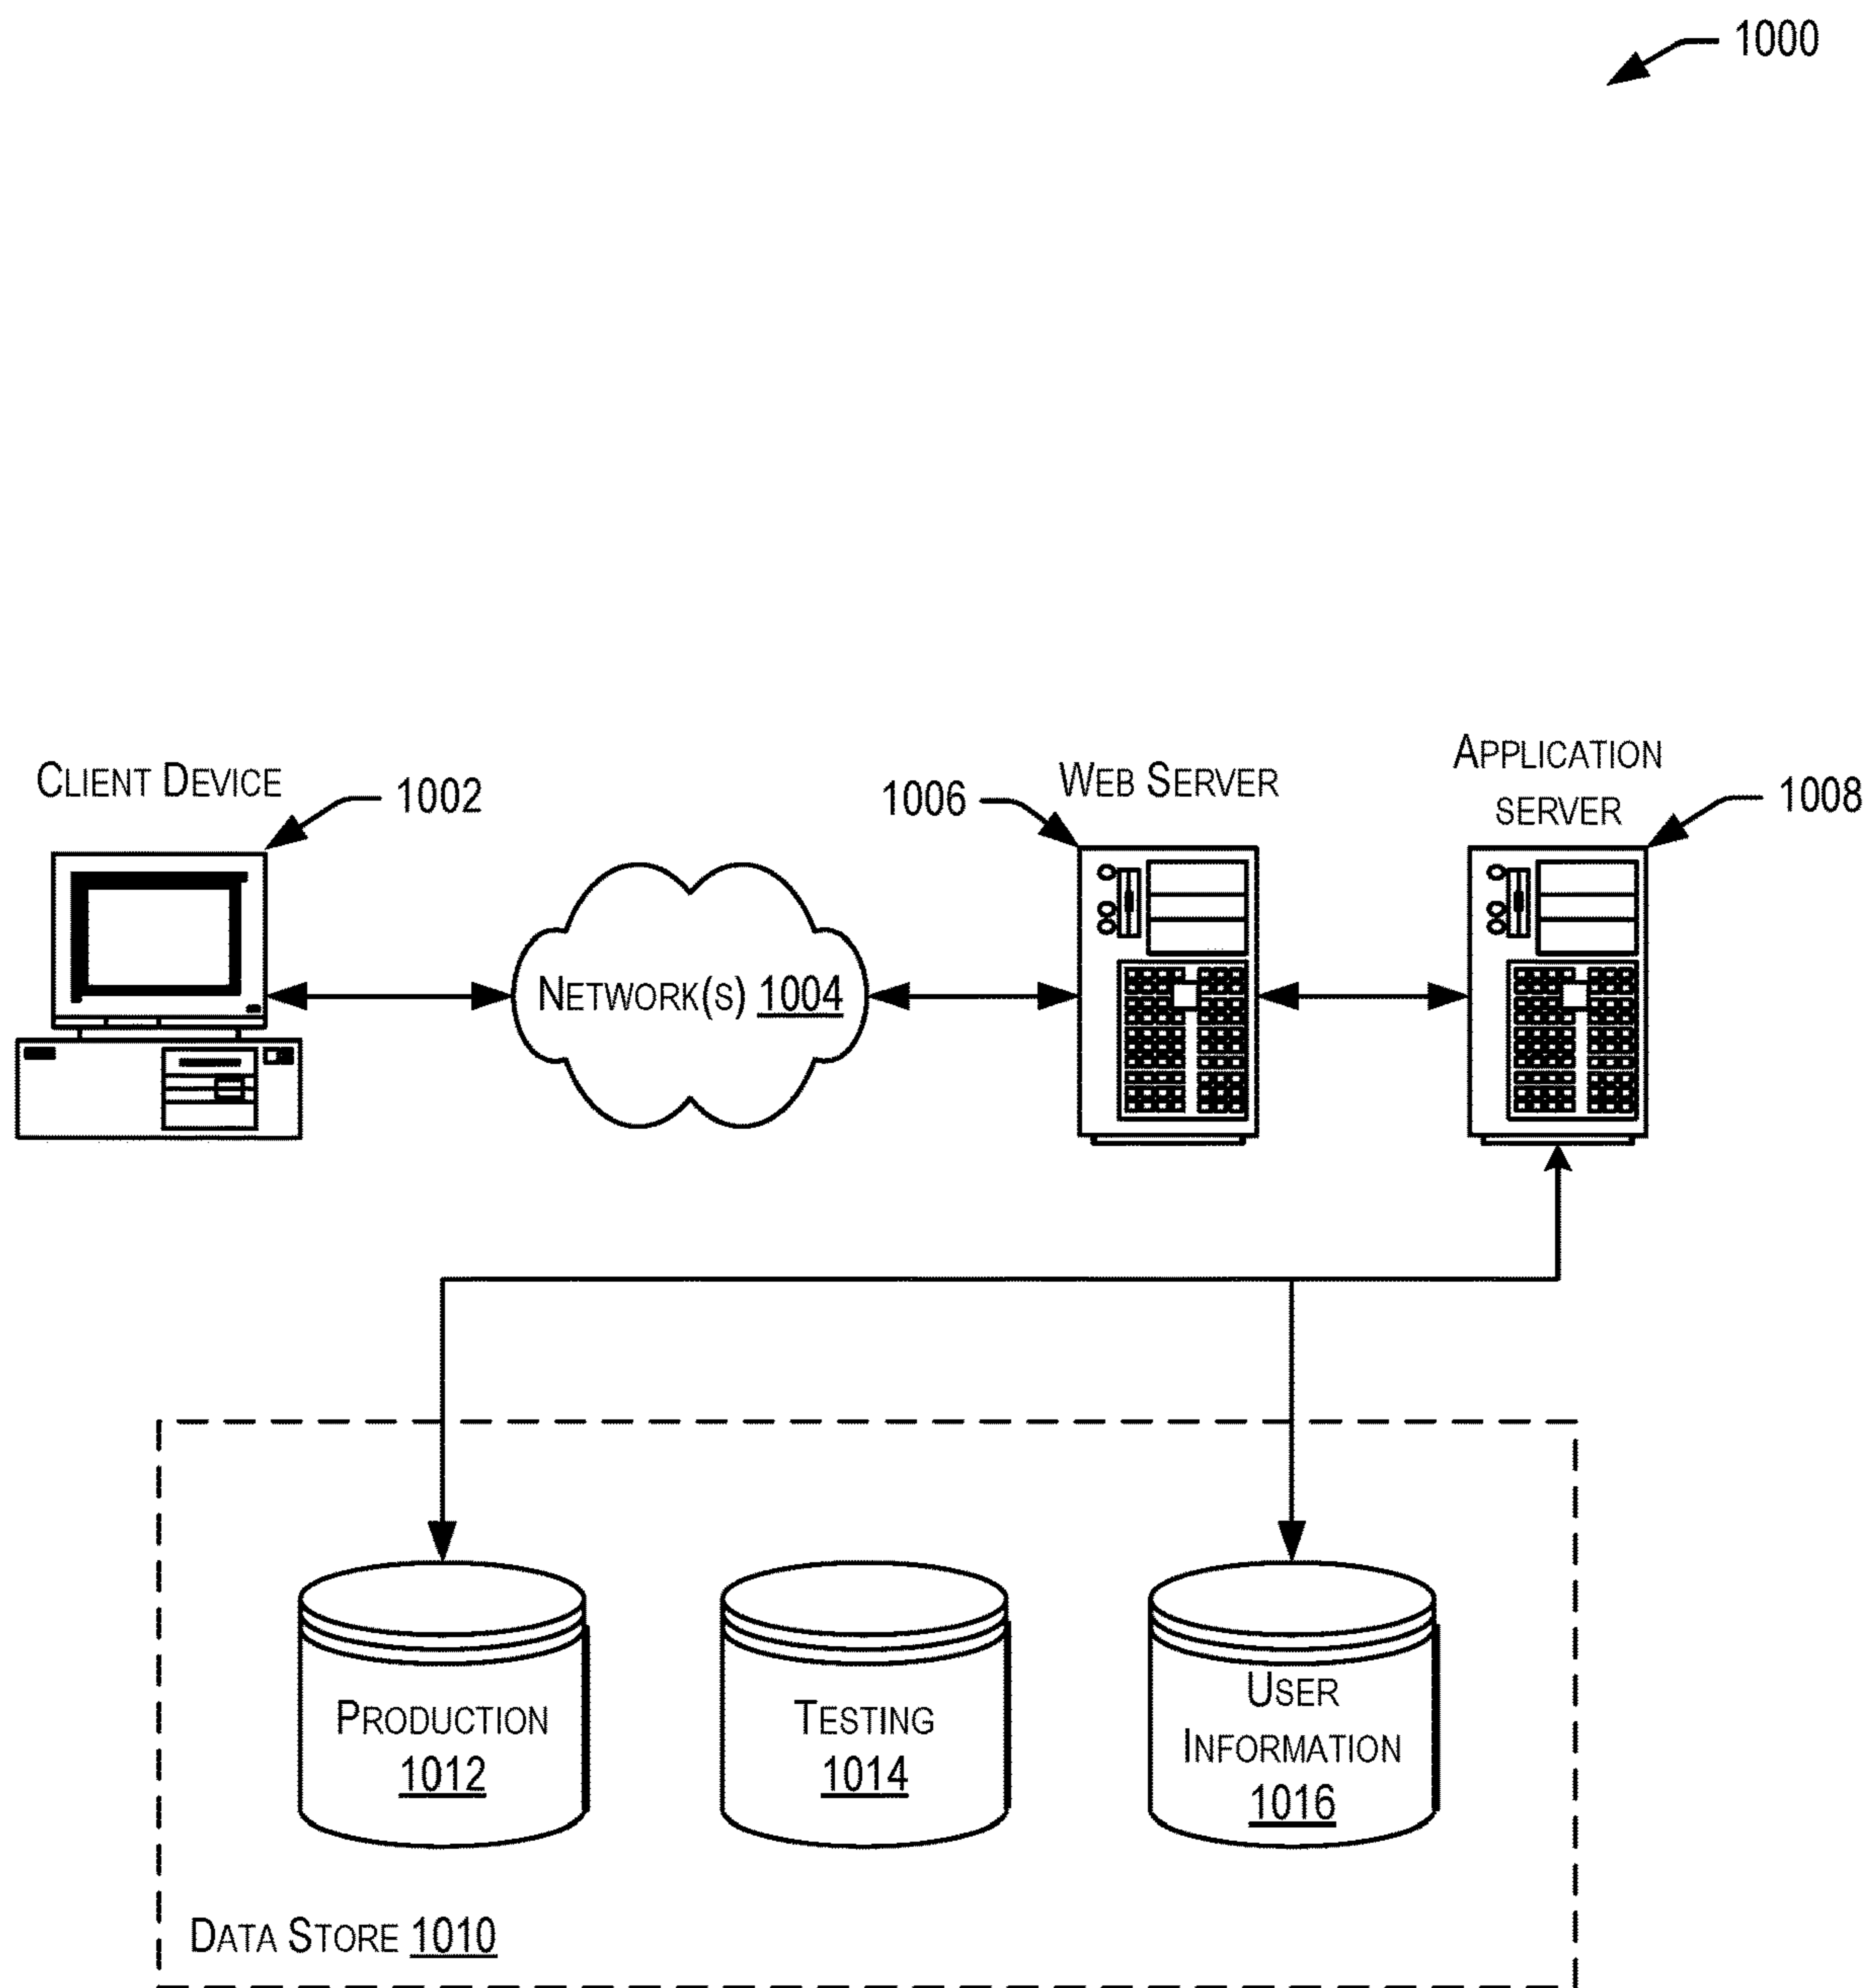 1000
CLIENT DEVICE
1002
1006
WEB SERVER
APPLICATION
SERVER
1008
NETWORK(S) 1004
PRODUCTION
1012
TESTING
1014
USER
INFORMATION
1016
DATA STORE 1010